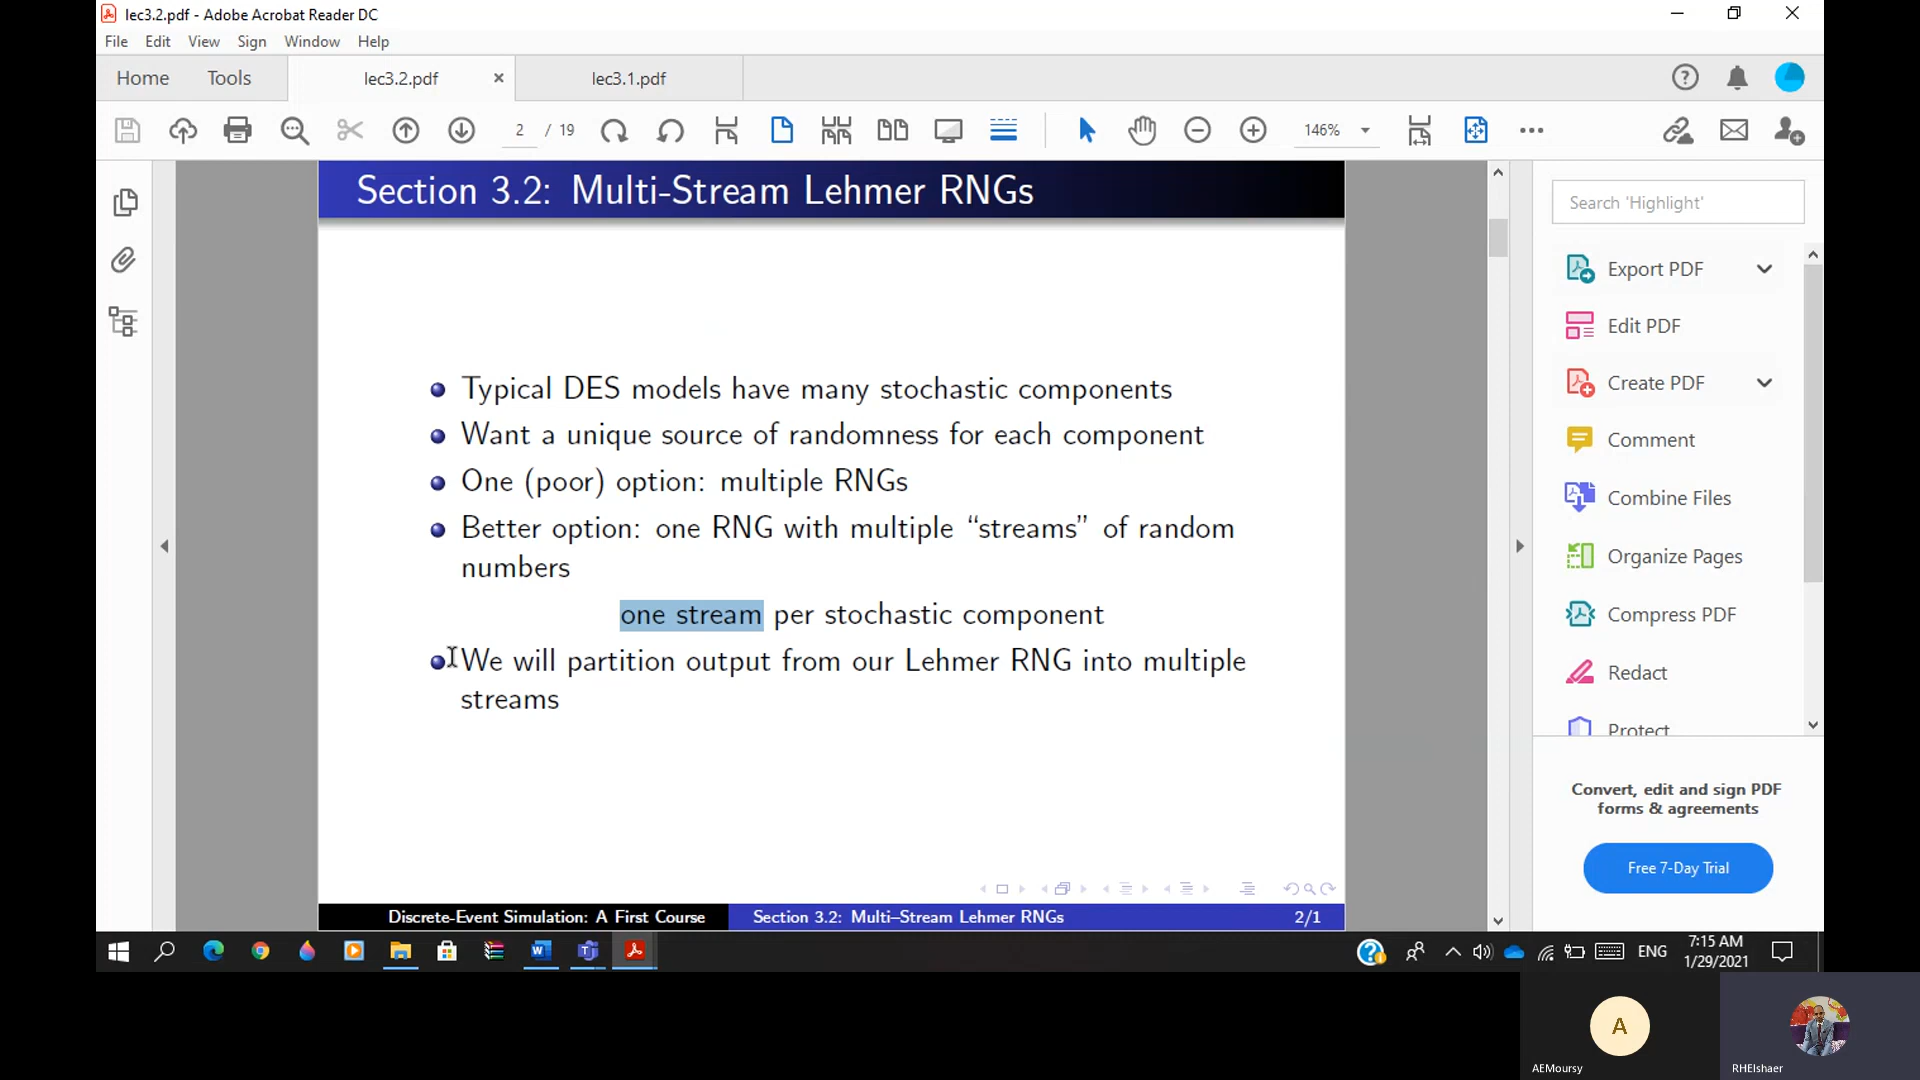 lec3.2.pdf - Adobe Acrobat Reader DC
File Edit View Sign Window Help
Home Tools lec3.2.pdf lec3.1.pdf
2 / 19 146%
Section 3.2: Multi-Stream Lehmer RNGs
Typical DES models have many stochastic components
Want a unique source of randomness for each component
One (poor) option: multiple RNGs
Better option: one RNG with multiple “streams” of random
numbers
one stream per stochastic component
We will partition output from our Lehmer RNG into multiple
streams
Discrete-Event Simulation: A First Course Section 3.2: Multi–Stream Lehmer RNGs 2/1
Search 'Highlight'
Export PDF
Edit PDF
Create PDF
Comment
Combine Files
Organize Pages
Compress PDF
Redact
Protect
Convert, edit and sign PDF
forms & agreements
Free 7-Day Trial
ENG
7:15 AM
1/29/2021
A
AEMoursy
RHElshaer